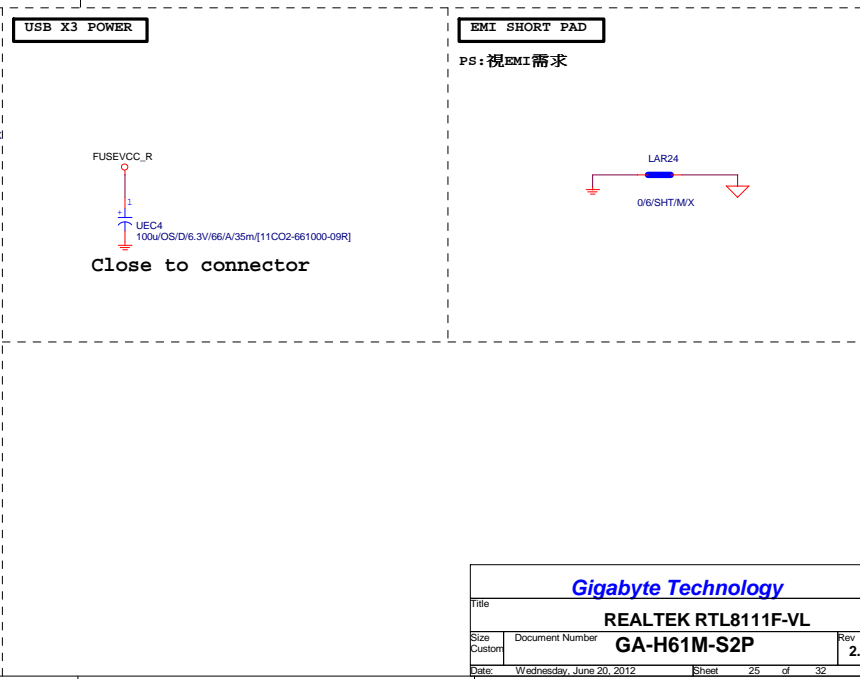 USB X3 POWER
EMI SHORT PAD
PS:視EMI需求
FUSEVCC_R
1
+
UEC4
100u/OS/D/6.3V/66/A/35m/[11CO2-661000-09R]
Close to connector
LAR24
0/6/SHT/M/X
Gigabyte Technology
Title
REALTEK RTL8111F-VL
Size
Custom
Document Number
GA-H61M-S2P
Rev
2.
Date:
Wednesday, June 20, 2012
Sheet 25 of 32